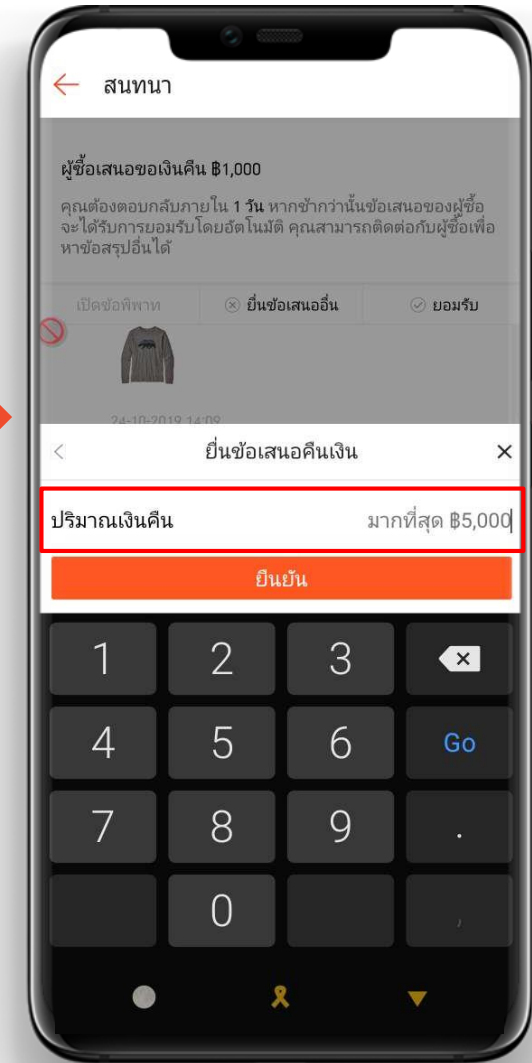 สนทนา
ผู้ซื้อเสนอขอเงินคืน ฿1,000
คุณต้องตอบกลับภายใน 1 วัน หากช้ากว่านั้นข้อเสนอของผู้ซื้อ
จะได้รับการยอมรับโดยอัตโนมัติ คุณสามารถติดต่อกับผู้ซื้อเพื่อ
หาข้อสรุปอื่นได้
เปิดข้อพิพาท ยื่นข้อเสนออื่น ยอมรับ
24-10-2019 14:09
ยื่นข้อเสนอคืนเงิน
ปริมาณเงินคืน มากที่สุด ฿5,000
ยืนยัน
1 2 3
4 5 6 Go
7 8 9 .
0 ,